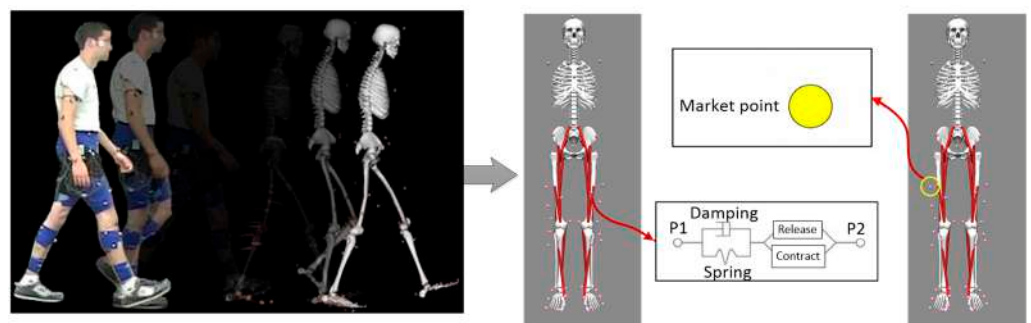 Market point
Damping
P1
Release
P2
Contract
Spring